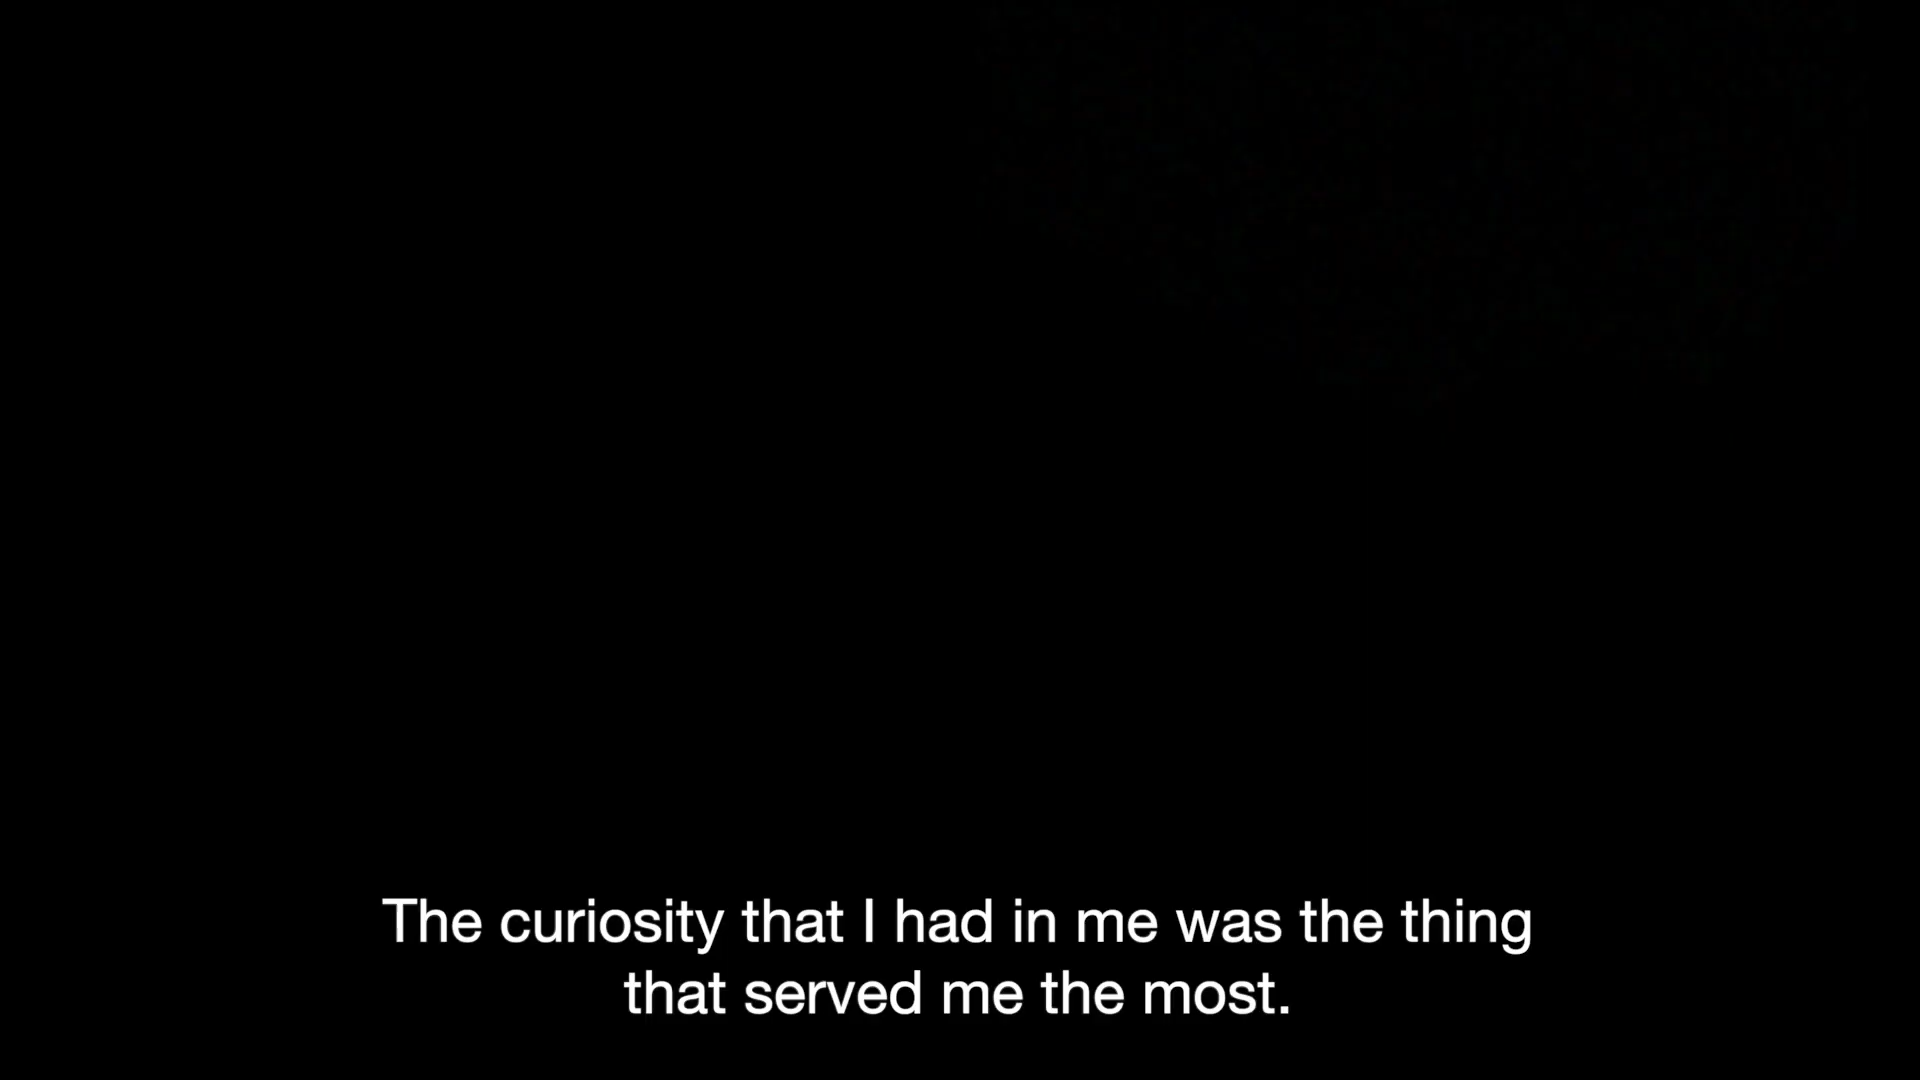 The curiosity that I had in me was the thing
that served me the most.